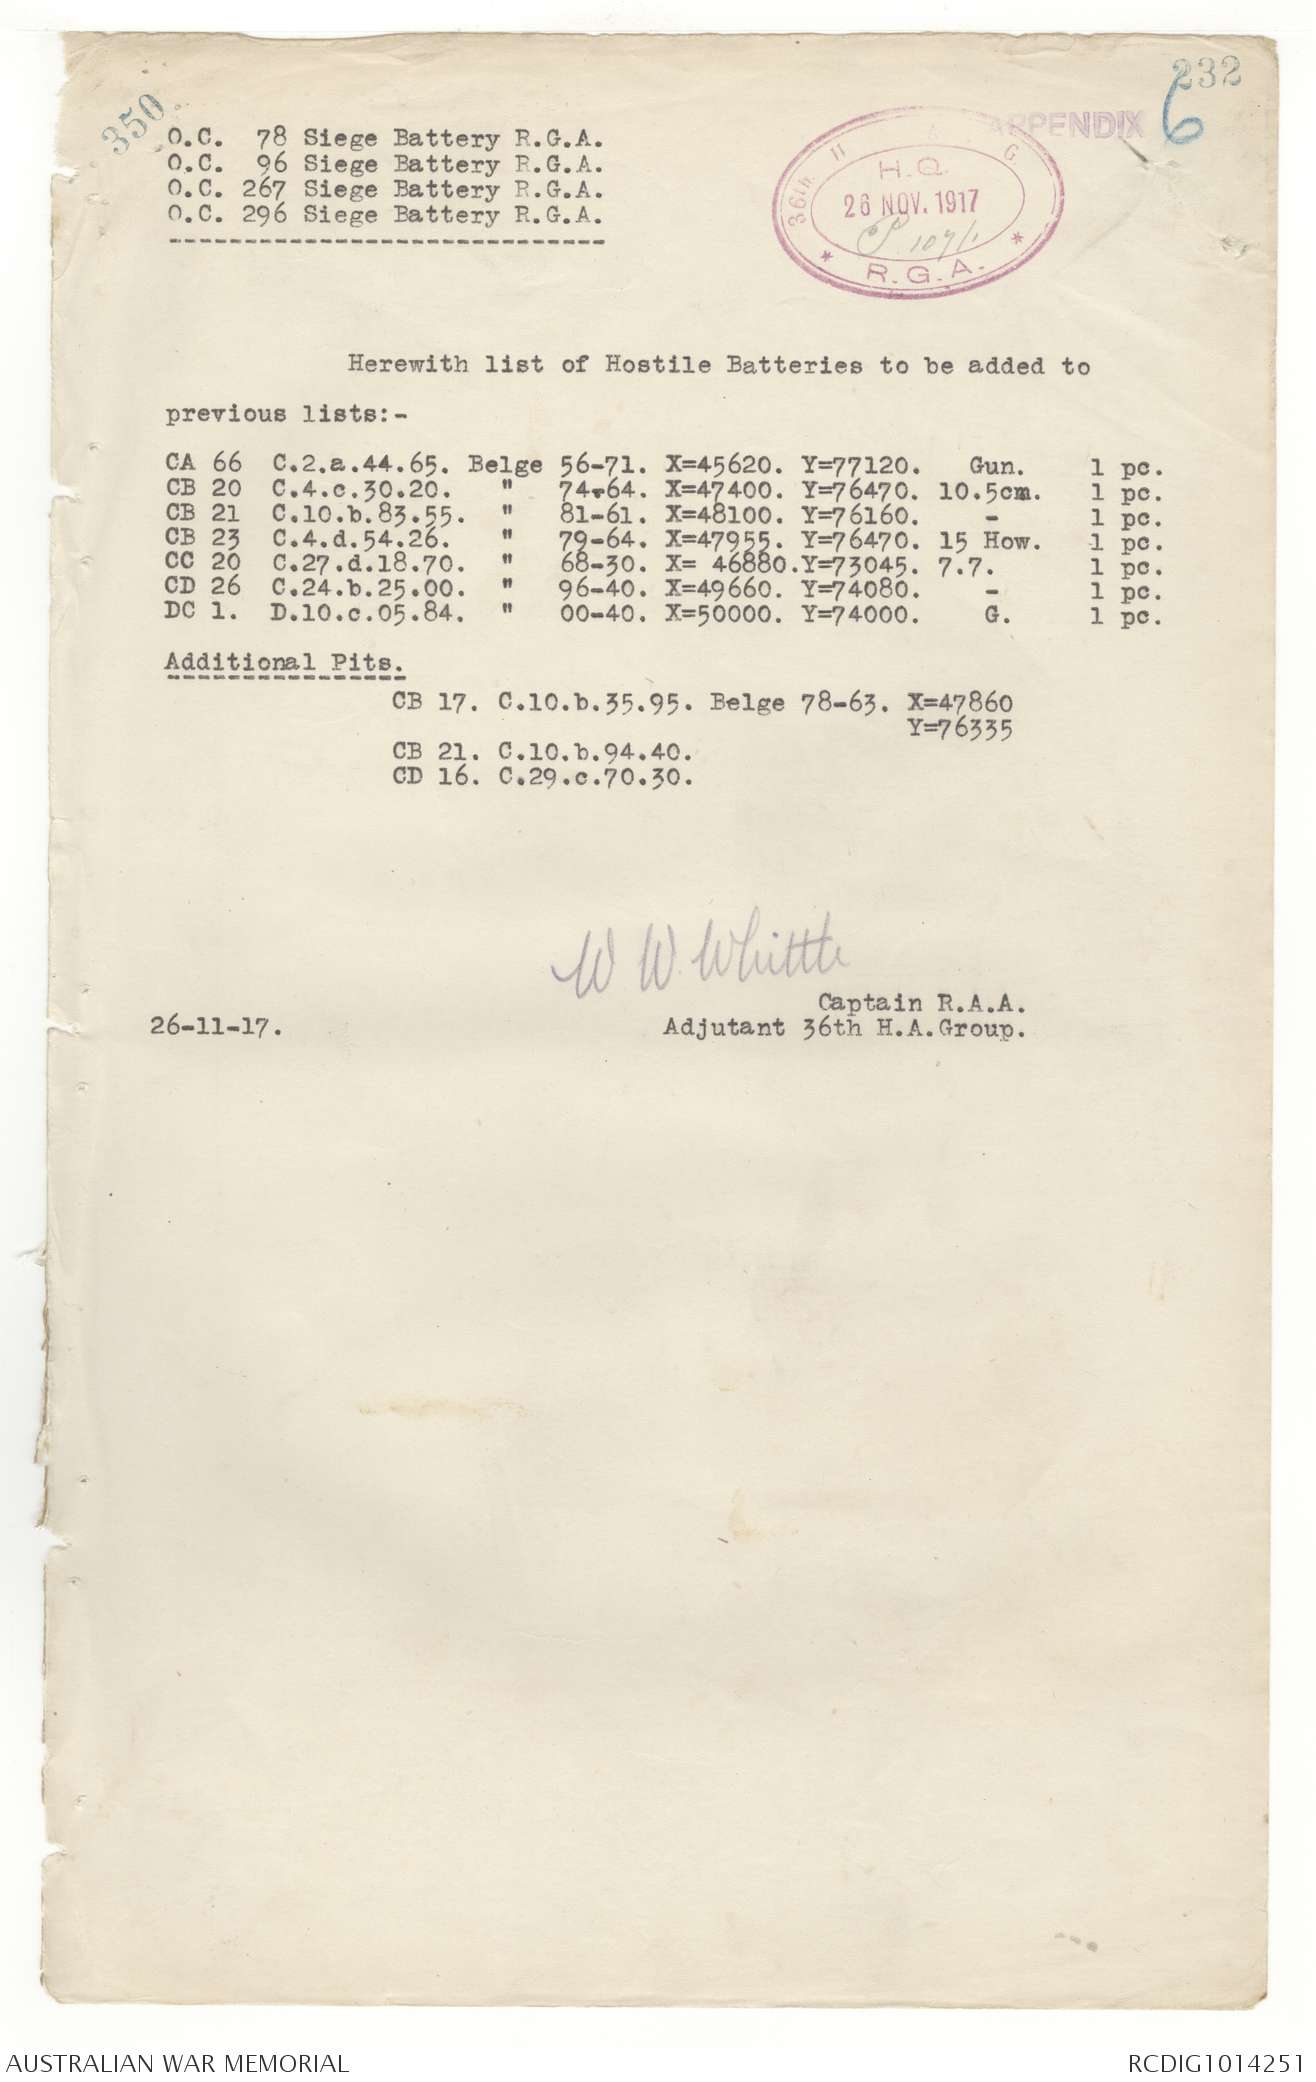 350
232
APPENDIX 6
O.C.  78 Siege Battery R.G.A.
O.C.  96 Siege Battery R.G.A.
O.C. 267 Siege Battery R.G.A.
O.C. 296 Siege Battery R.G.A.
36th H A G
H.Q.
26 NOV. 1917
R.G.A.
Herewith list of Hostile Batteries to be added to
previous lists:-
CA 66 C.2.a.44.65. Belge 56-71. X=45620. Y=77120. Gun. 1 pc.
CB 20 C.4.c.30.20. " 74-64. X=47400. Y=76470. 10.5cm. 1 pc.
CB 21 C.10.b.83.55. " 81-61. X=48100. Y=76160. - 1 pc.
CB 23 C.4.d.54.26. " 79-64. X=47955. Y=76470. 15 How. 1 pc.
CC 20 C.27.d.18.70. " 68-30. X= 46880.Y=73045. 7.7. 1 pc.
CD 26 C.24.b.25.00. " 96-40. X=49660. Y=74080. - 1 pc.
DC 1. D.10.c.05.84. " 00-40. X=50000. Y=74000. G. 1 pc.
Additional Pits.
CB 17. C.10.b.35.95. Belge 78-63. X=47860
Y=76335
CB 21. C.10.b.94.40.
CD 16. C.29.c.70.30.
W W Whittle
Captain R.A.A.
26-11-17. Adjutant 36th H.A.Group.
AUSTRALIAN WAR MEMORIAL
RCDIG1014251